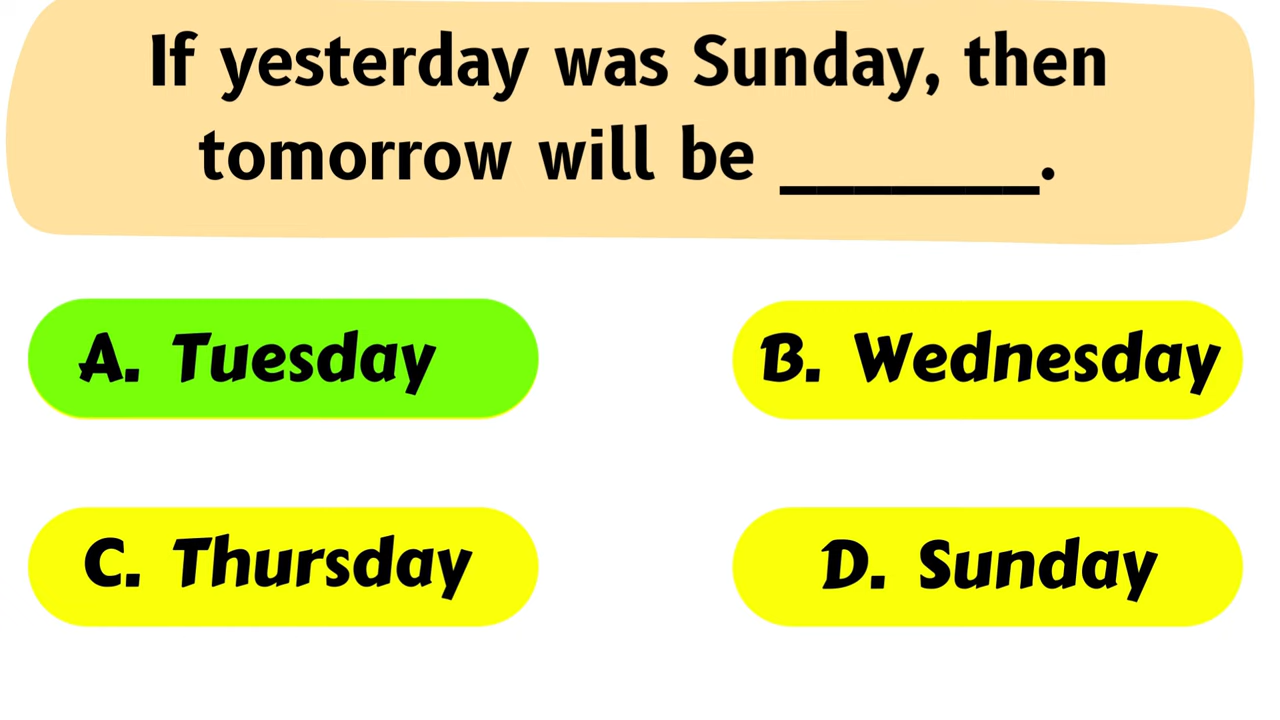 If yesterday was Sunday, then
tomorrow will be _______.
A. Tuesday
B. Wednesday
C. Thursday
D. Sunday